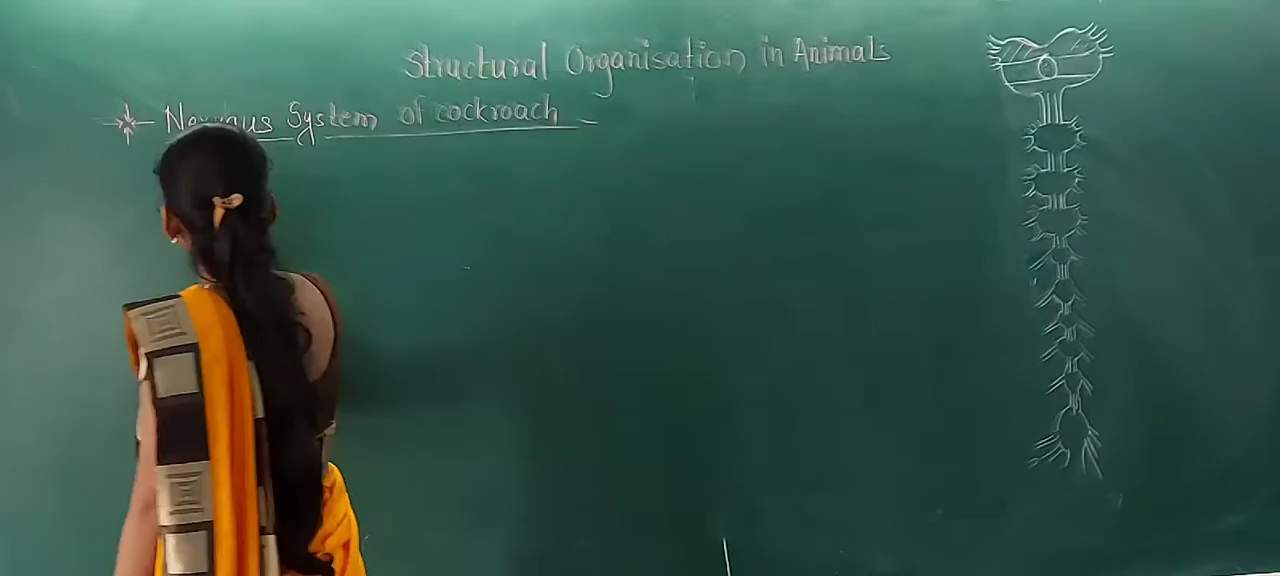 Structural Organisation in Animals
Nervous System of cockroach